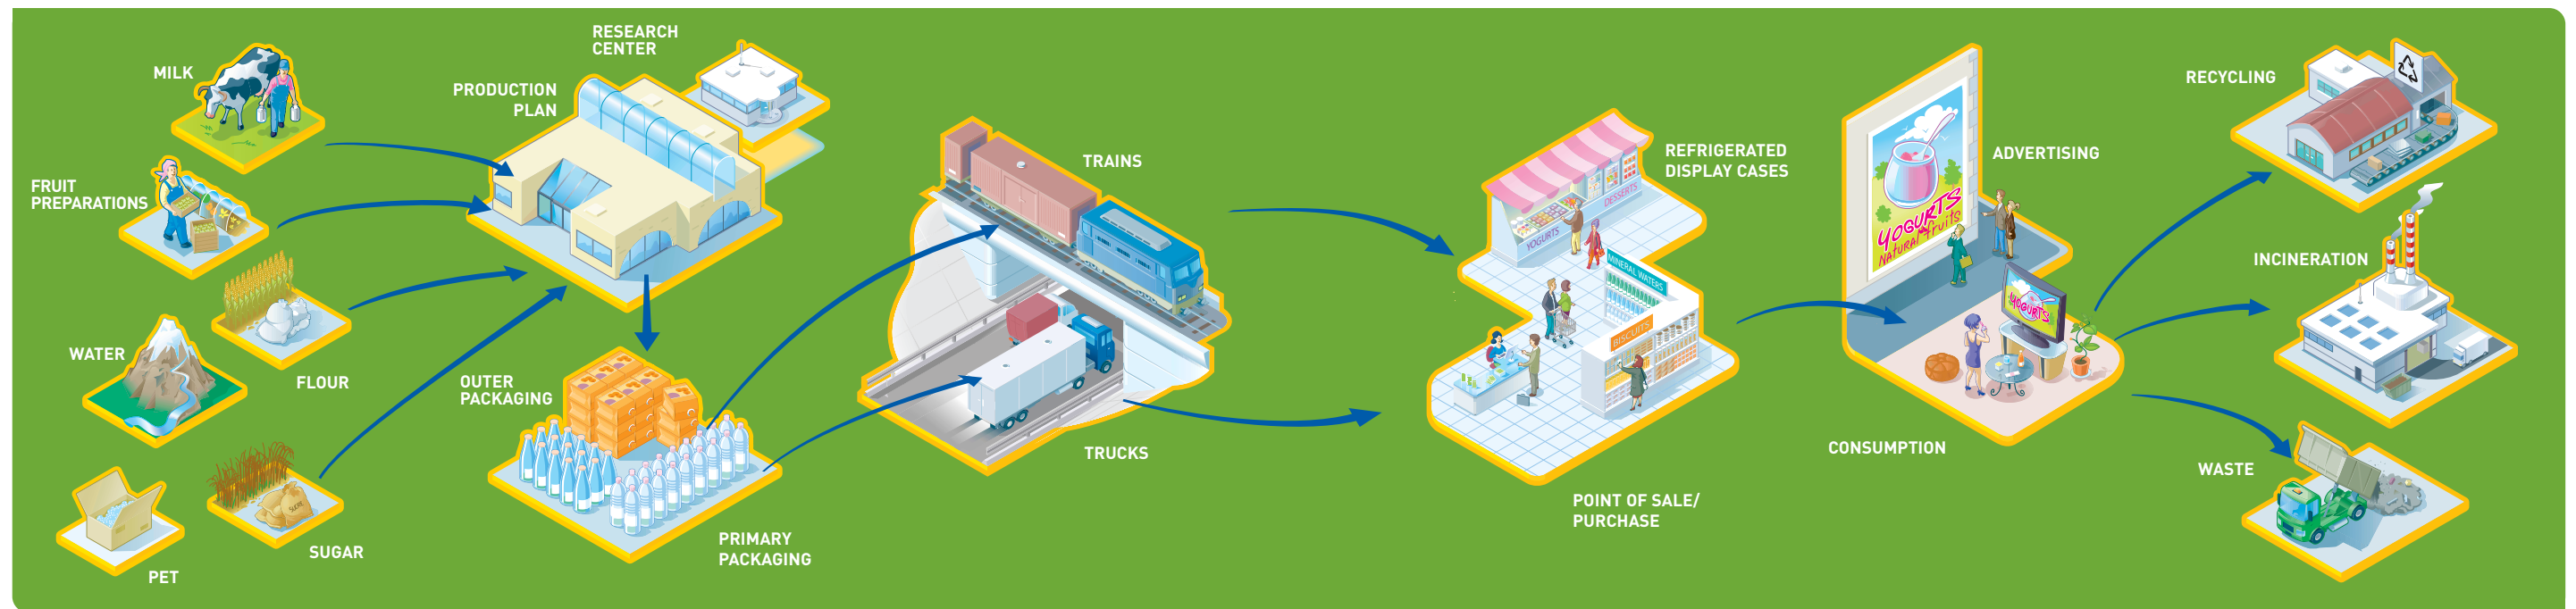 MILK
FRUIT
PREPARATIONS
WATER
FLOUR
PET
SUGAR
SUCRE
RESEARCH
CENTER
PRODUCTION
PLAN
OUTER
PACKAGING
PRIMARY
PACKAGING
TRAINS
TRUCKS
REFRIGERATED
DISPLAY CASES
YOGURTS
DESSERTS
MINERAL WATERS
BISCUITS
POINT OF SALE/
PURCHASE
ADVERTISING
YOGURTS
NATURAL fruits
YOGURTS
CONSUMPTION
RECYCLING
INCINERATION
WASTE